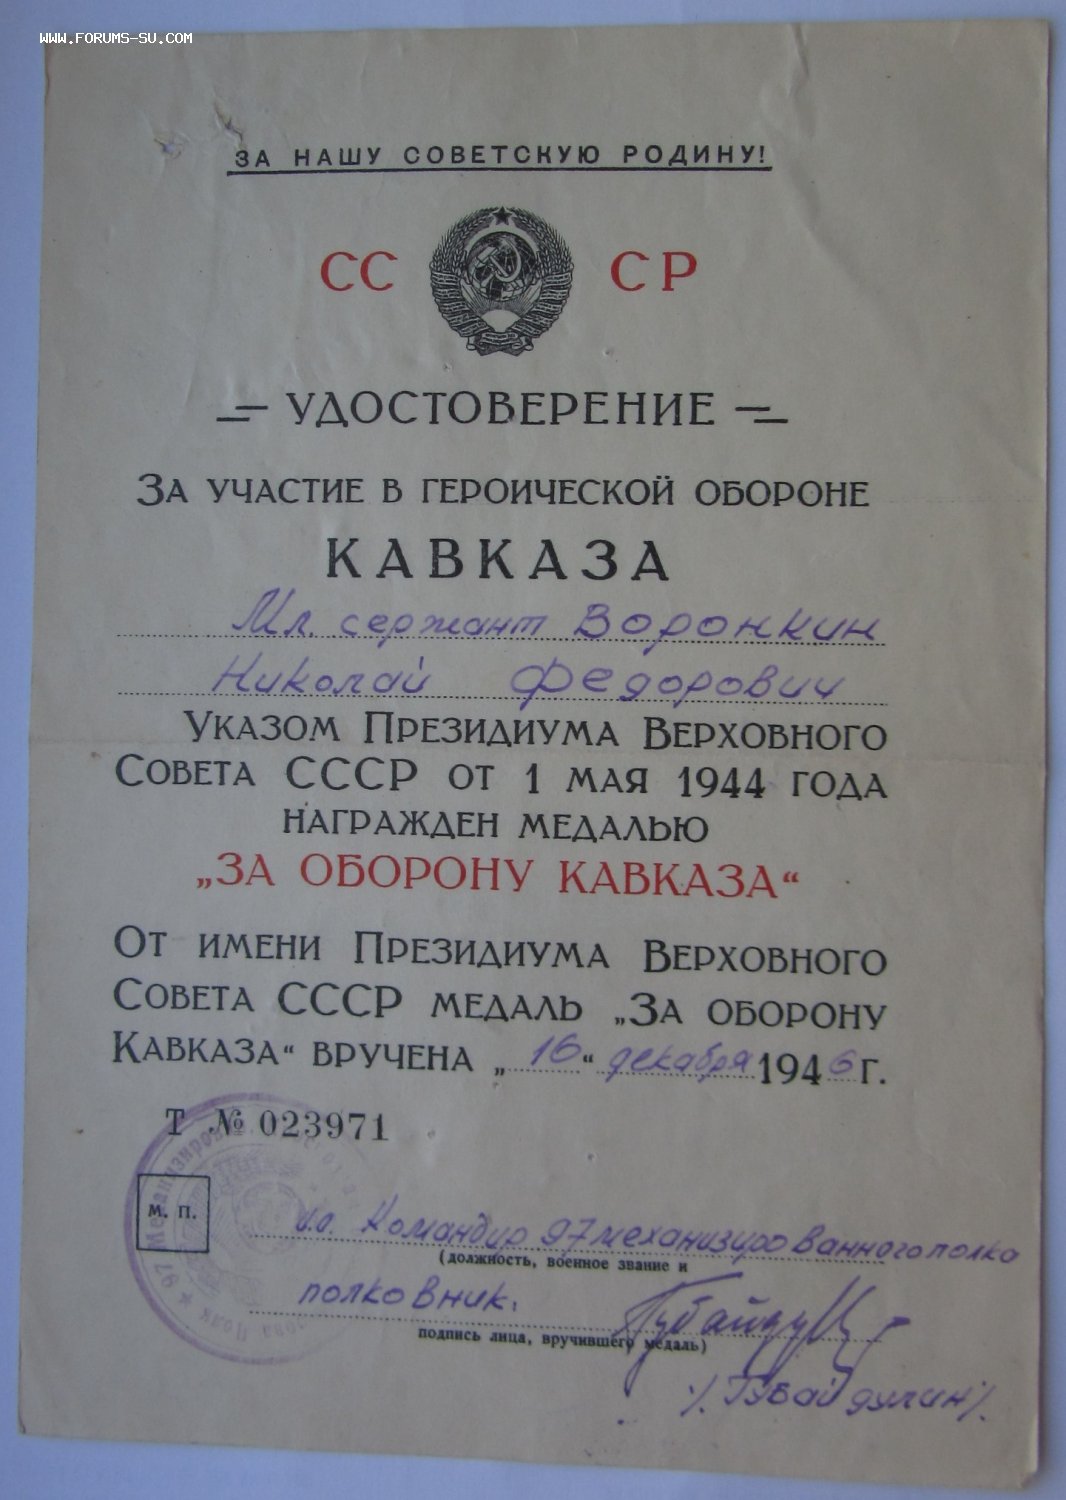 WWW.FORUMS-SU.COM
ЗА НАШУ СОВЕТСКУЮ РОДИНУ!
СС СР
УДОСТОВЕРЕНИЕ
ЗА УЧАСТИЕ В ГЕРОИЧЕСКОЙ ОБОРОНЕ
КАВКАЗА
Мл. сержант Воронкин
Николай Федорович
УКАЗОМ ПРЕЗИДИУМА ВЕРХОВНОГО
СОВЕТА СССР ОТ 1 МАЯ 1944 ГОДА
НАГРАЖДЕН МЕДАЛЬЮ
„ЗА ОБОРОНУ КАВКАЗА“
ОТ ИМЕНИ ПРЕЗИДИУМА ВЕРХОВНОГО
СОВЕТА СССР МЕДАЛЬ „ЗА ОБОРОНУ
КАВКАЗА“ ВРУЧЕНА „16“ декабря 1946 Г.
Т № 023971
М. П.
Командир 97 механизированного полка
(должность, военное звание и
полковник.
подпись лица, вручившего медаль)
/Губайдулин/.